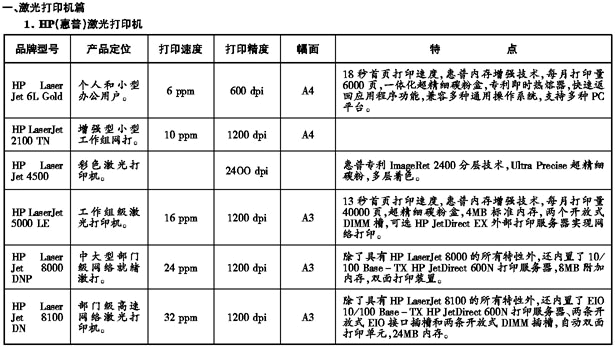 一、激光打印机篇
1. HP(惠普)激光打印机
品牌型号 产品定位 打印速度 打印精度 幅面 特 点
HP Laser
Jet 6L Gold
个人和小型
办公用户。
6 ppm
600 dpi
A4
18 秒首页打印速度,惠普内存增强技术,每月打印量
6000 页,一体化超精细碳粉盒,专利即时热熔器,快速返
回应用程序功能,兼容多种通用操作系统,支持多种 PC
平台。
HP LaserJet
2100 TN
增强型小型
工作组网打。
10 ppm
1200 dpi
A4
HP Laser
Jet 4500
彩色激光打
印机。
2400 dpi
惠普专利 ImageRet 2400 分层技术,Ultra Precise 超精细
碳粉,多层着色。
HP LaserJet
5000 LE
工作组级激
光打印机。
16 ppm
1200 dpi
A3
13 秒首页打印速度,惠普内存增强技术,每月打印量
40000 页,超精细碳粉盒,4MB 标准内存,两个开放式
DIMM 槽,可选 HP JetDirect EX 外部打印服务器实现网
络打印。
HP Laser
Jet 8000
DNP
中大型部门
级网络就绪
激打。
24 ppm
1200 dpi
A3
除了具有 HP LaserJet 8000 的所有特性外,还内置了 10/
100 Base－TX HP JetDirect 600N 打印服务器,8MB 附加
内存,双面打印装置。
HP Laser
Jet 8100
DN
部门级高速
网络激光打
印机。
32 ppm
1200 dpi
A3
除了具有 HP LaserJet 8100 的所有特性外,还内置了 EIO
10/100 Base－TX HP JetDirect 600N 打印服务器、两条开
放式 EIO 接口插槽和两条开放式 DIMM 插槽,自动双面
打印单元,24MB 内存。